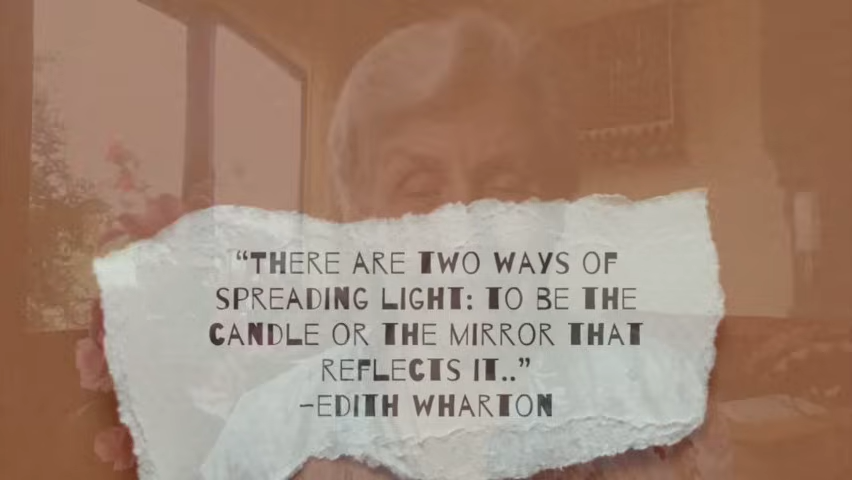 “THERE ARE TWO WAYS OF
SPREADING LIGHT: TO BE THE
CANDLE OR THE MIRROR THAT
REFLECTS IT..”
-EDITH WHARTON